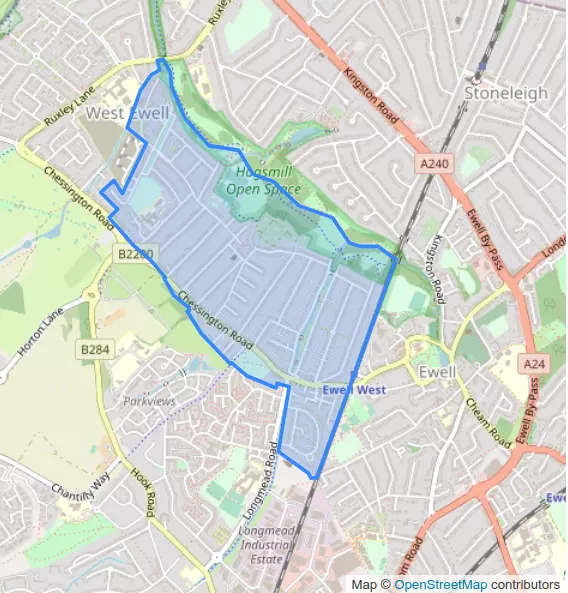 Ruxley
Ruxley Lane
West Ewell
Kingston Road
Stoneleigh
Hogsmill
Open Space
A240
Chessington Road
B2200
Kingston Road
Ewell By-Pass
London
Horton Lane
Chessington Road
B284
Parkviews
Ewell West
Ewell
A24
Cheam Road
Ewell By-Pass
Hook Road
Chantilly Way
Longmead Road
Ewe
Longmead
Industrial
Estate
om Road
Map © OpenStreetMap contributors